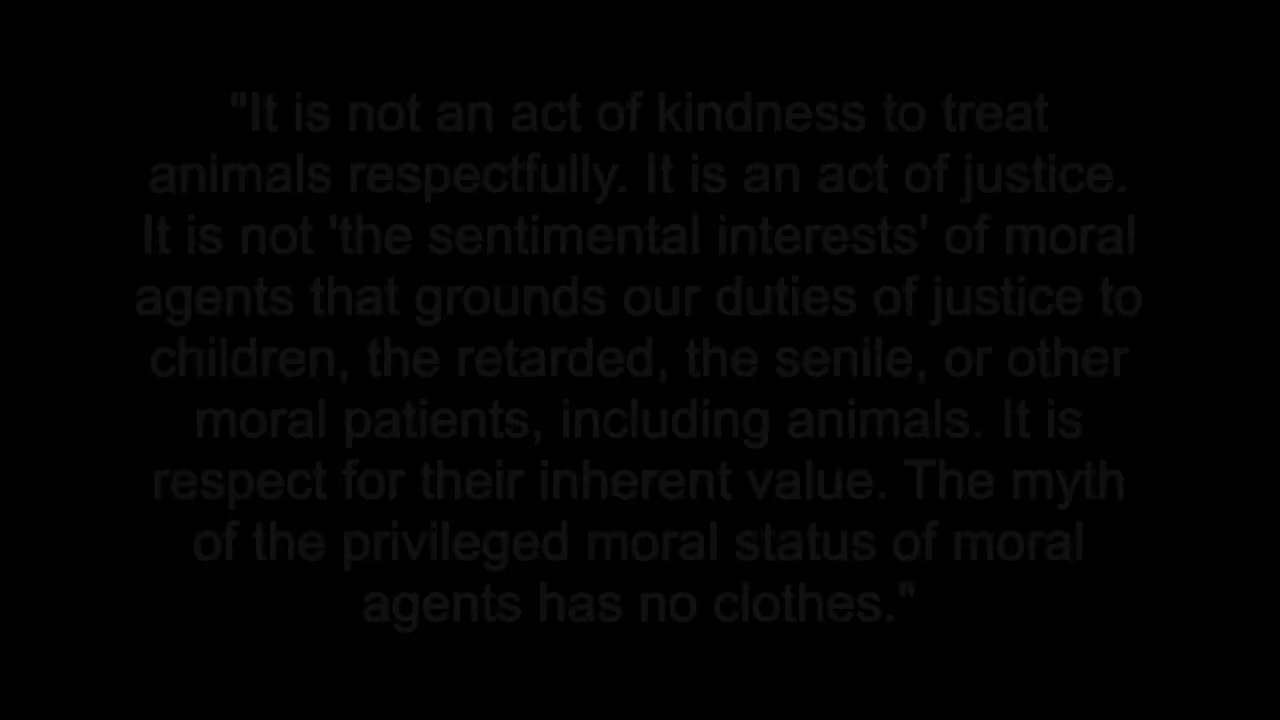 "It is not an act of kindness to treat
animals respectfully. It is an act of justice.
It is not 'the sentimental interests' of moral
agents that grounds our duties of justice to
children, the retarded, the senile, or other
moral patients, including animals. It is
respect for their inherent value. The myth
of the privileged moral status of moral
agents has no clothes."